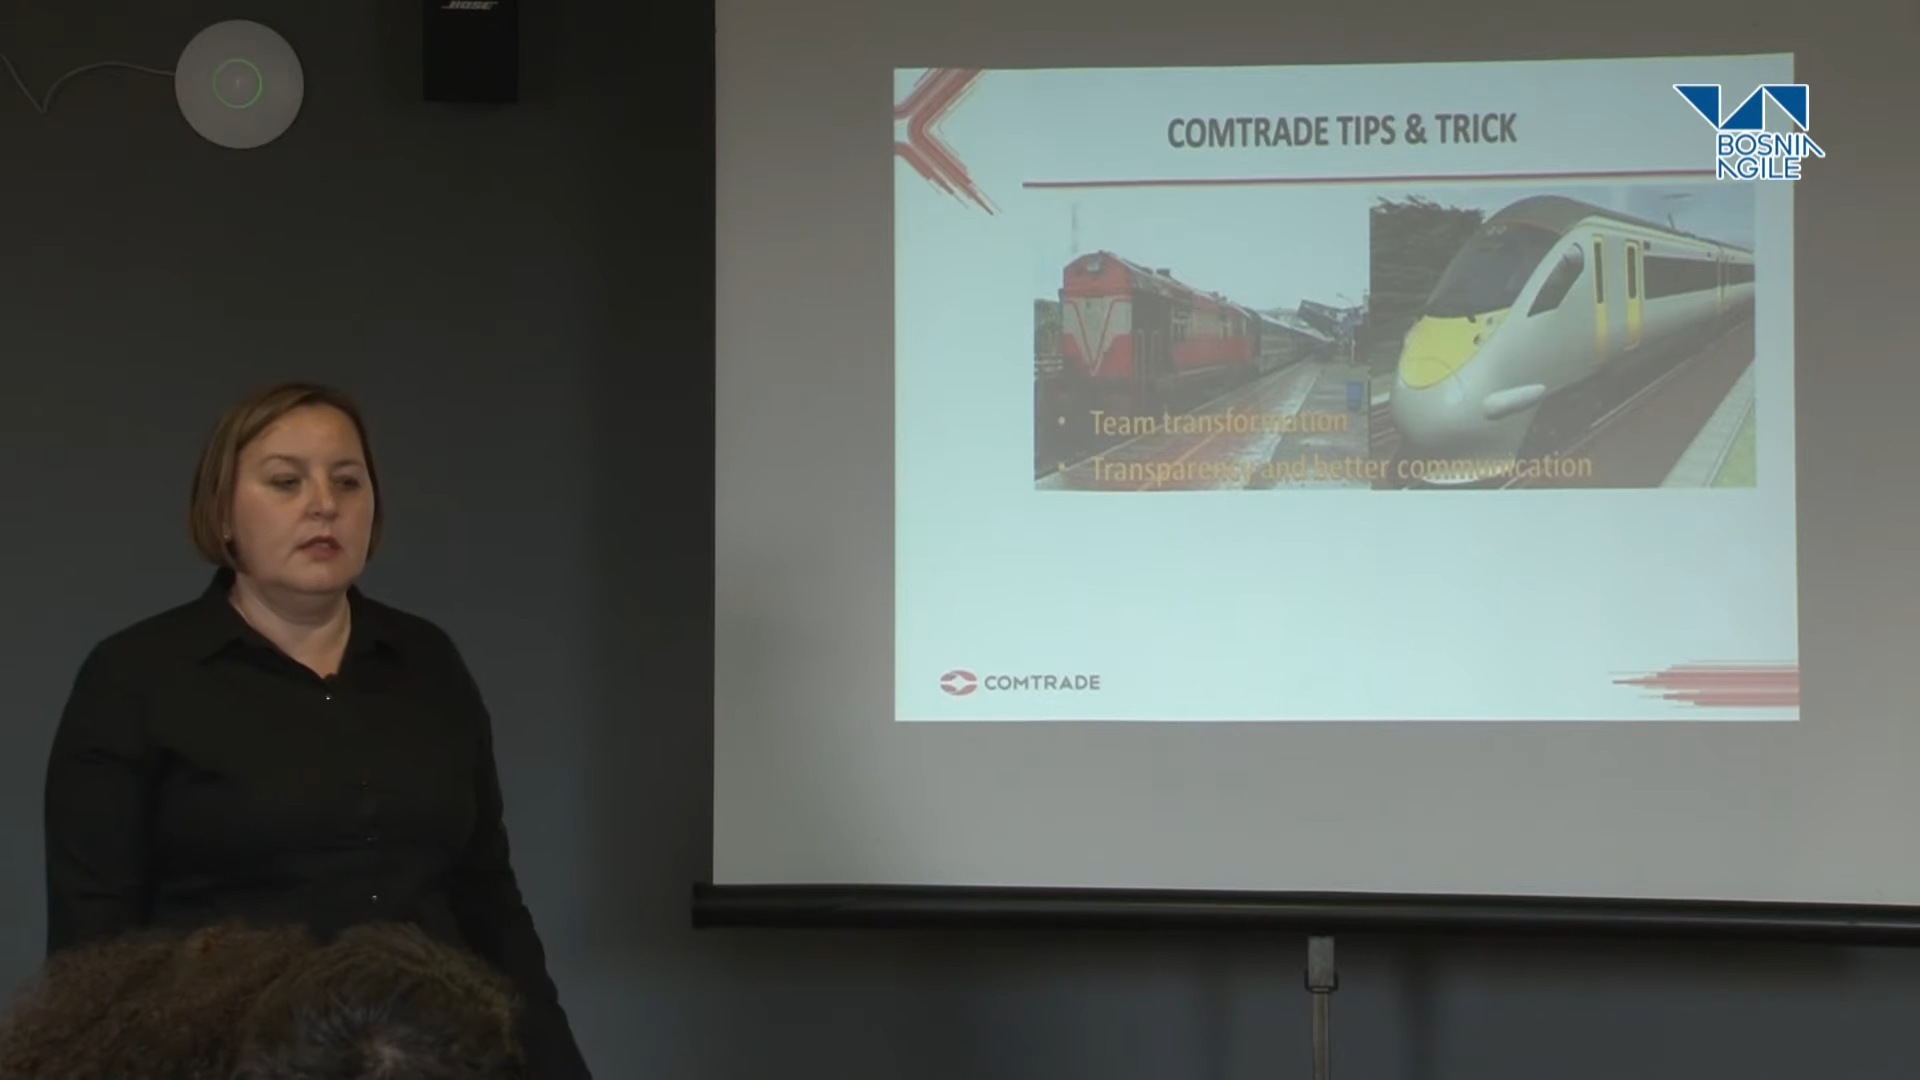 BOSE
COMTRADE TIPS & TRICK
BOSNIA
AGILE
• Team transformation
• Transparency and better communication
COMTRADE